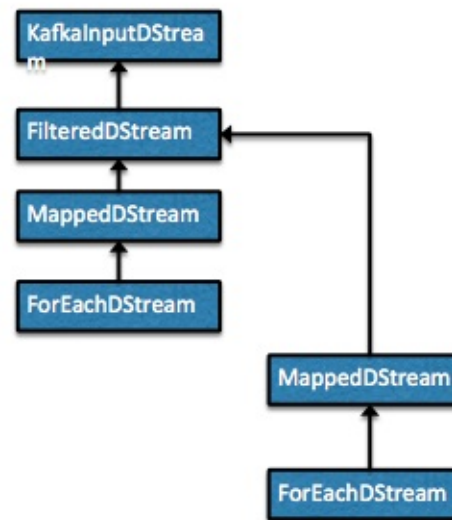 KafkaInputDStrea
m
FilteredDStream
MappedDStream
ForEachDStream
MappedDStream
ForEachDStream